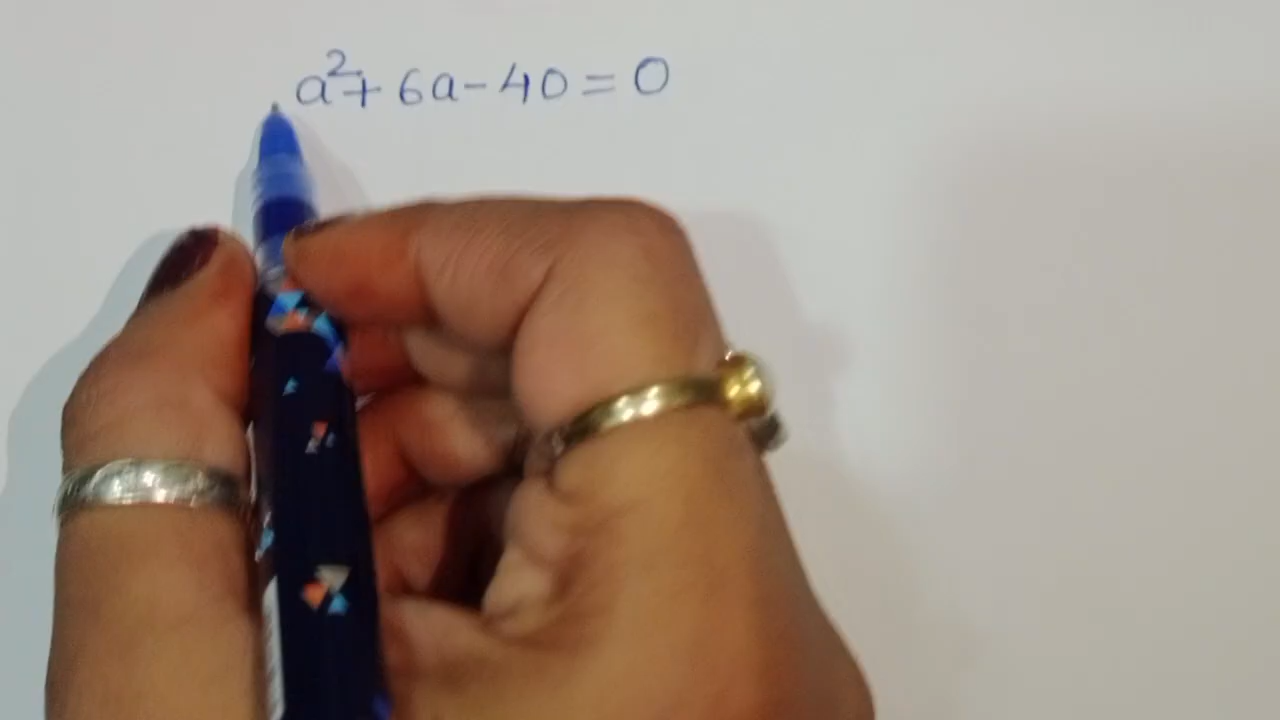 a²+ 6a - 40 = 0